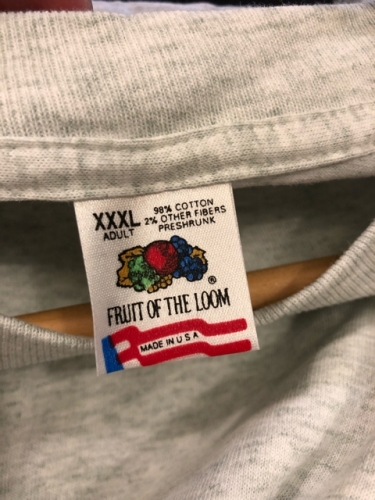 XXXL
ADULT
98% COTTON
2% OTHER FIBERS
PRESHRUNK
®
FRUIT OF THE LOOM
MADE IN U S A